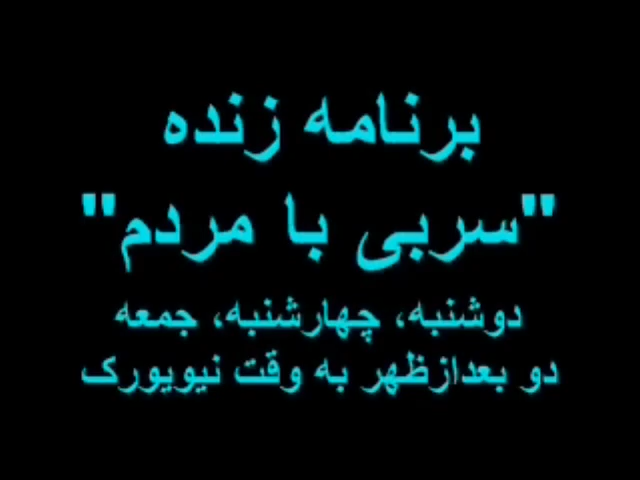 برنامه زنده
"سربی با مردم"
دوشنبه، چهارشنبه، جمعه
دو بعدازظهر به وقت نیویورک